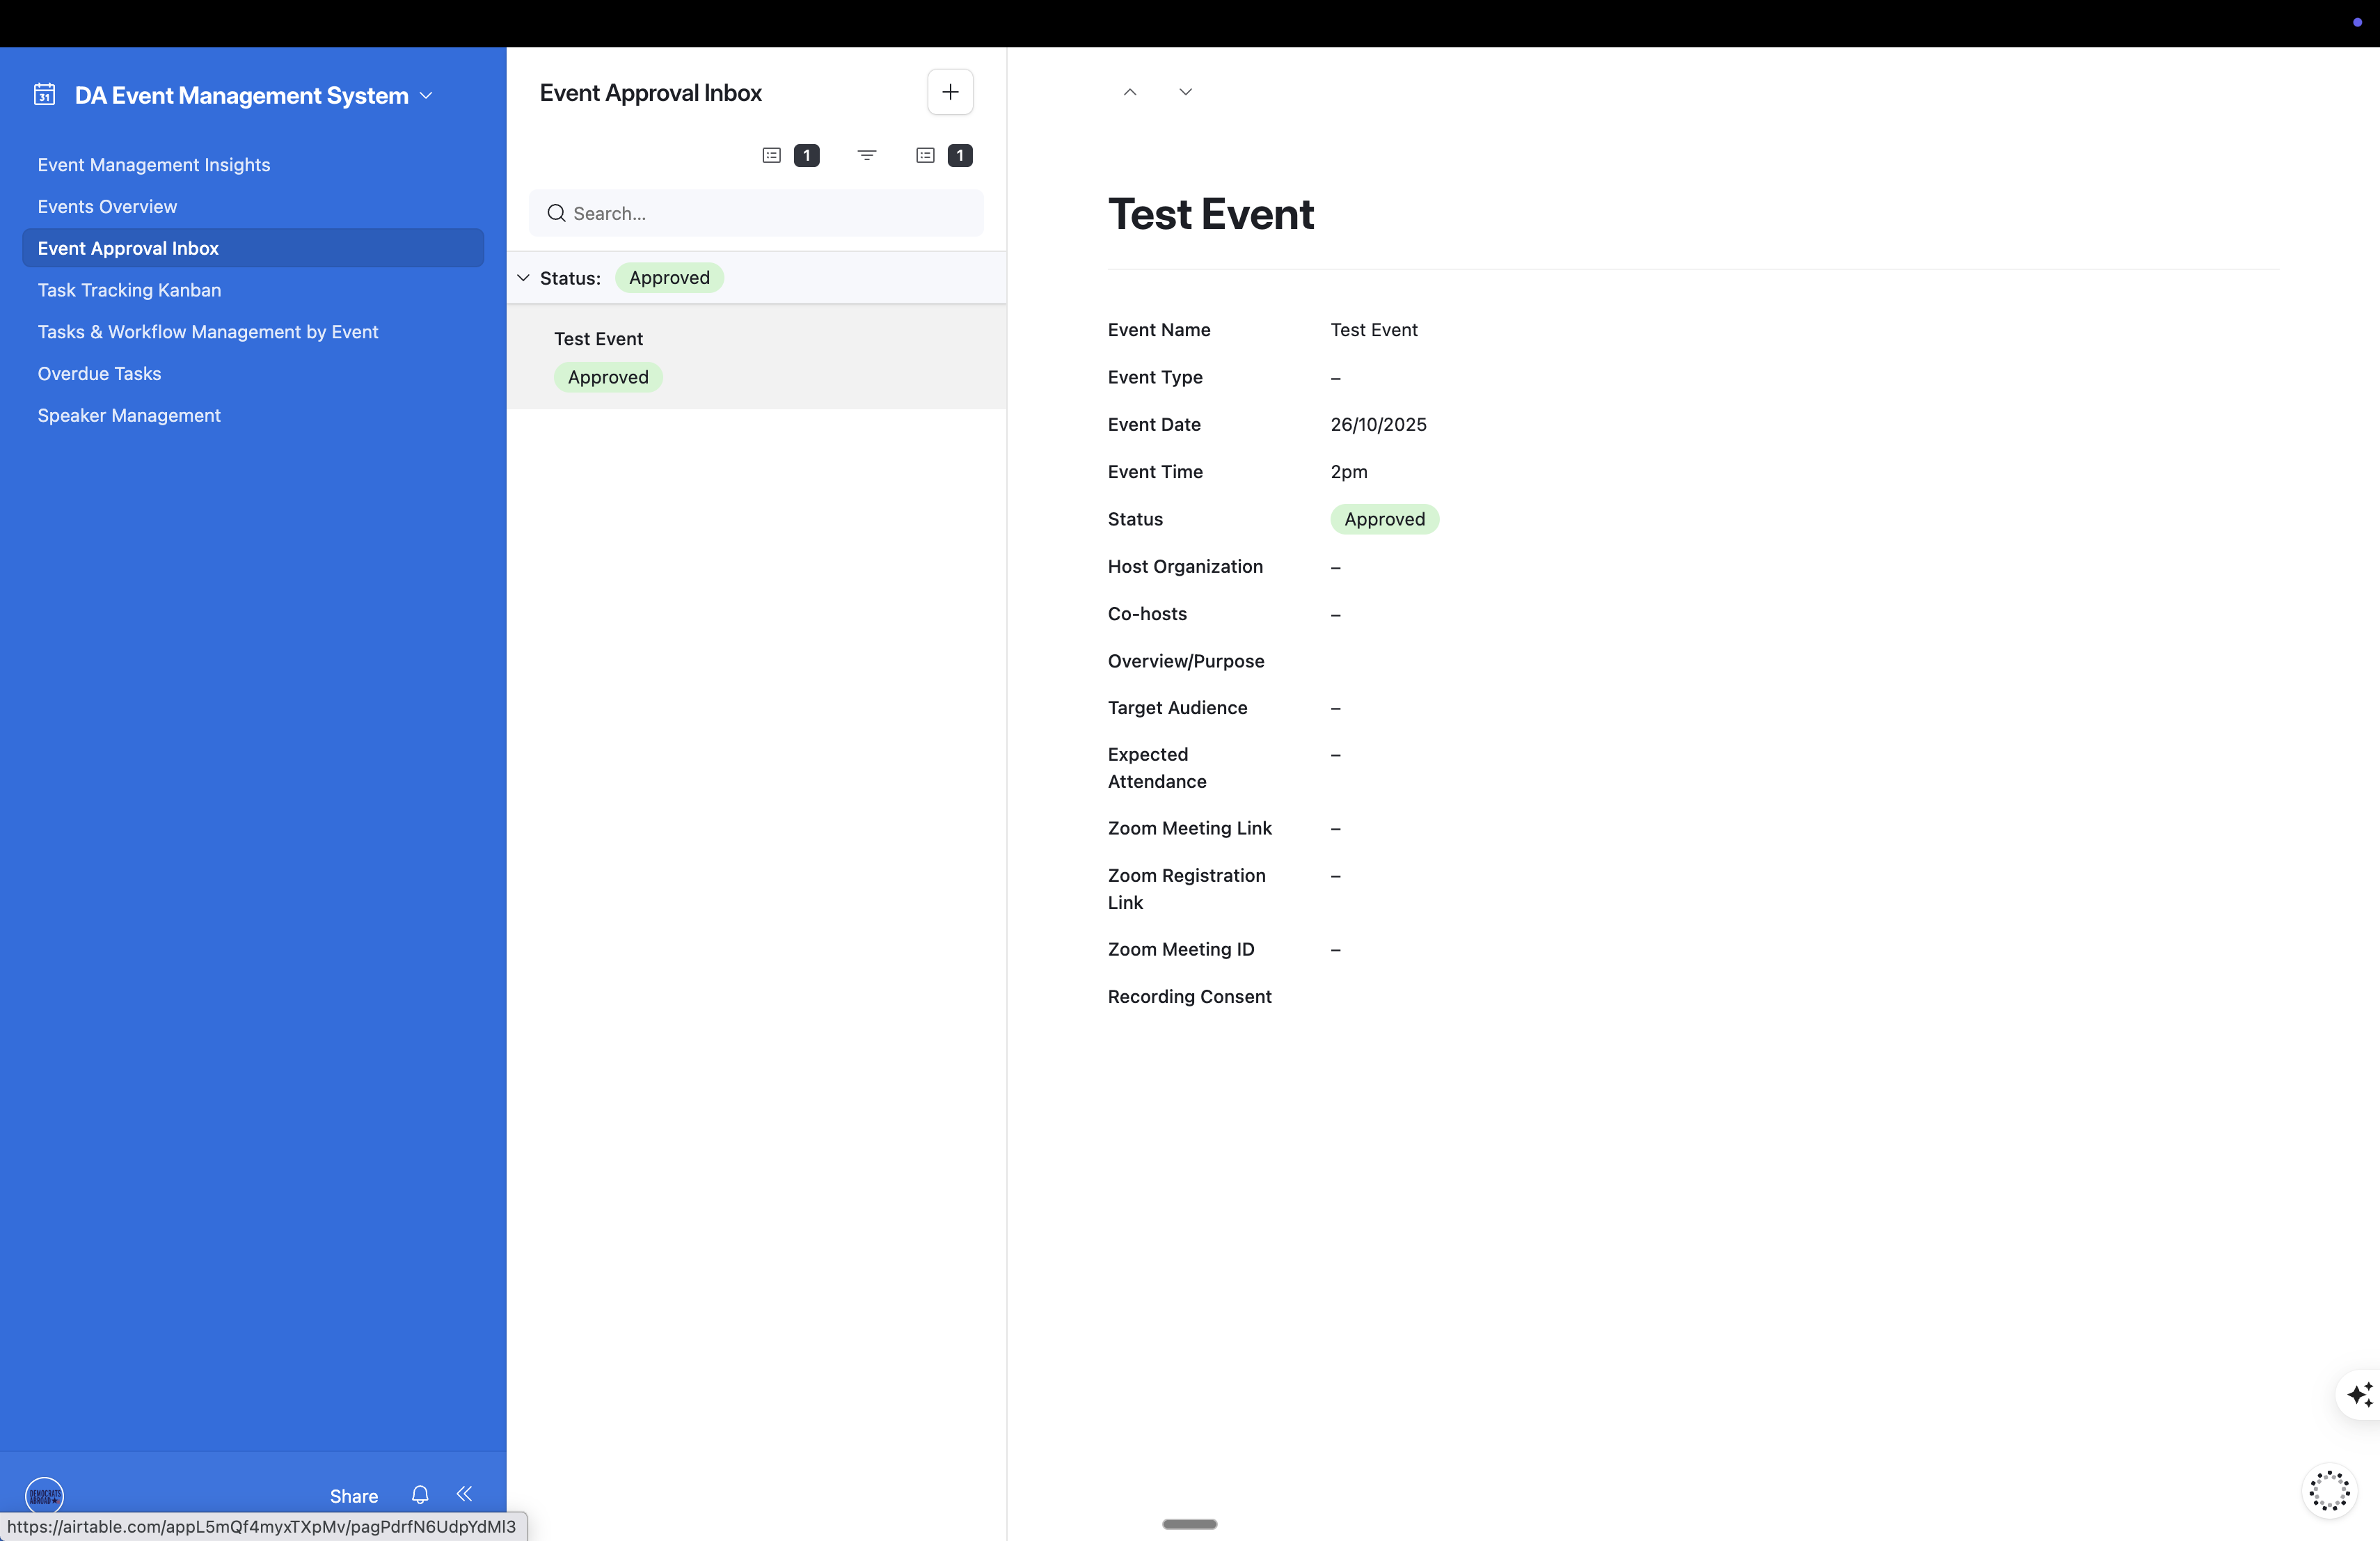 31
DA Event Management System
Event Management Insights
Events Overview
Event Approval Inbox
Task Tracking Kanban
Tasks & Workflow Management by Event
Overdue Tasks
Speaker Management
DEMOCRATS
ABROAD
Share
https://airtable.com/appL5mQf4myxTXpMv/pagPdrfN6UdpYdMl3
Event Approval Inbox
1
1
Search...
Status: Approved
Test Event
Approved
Test Event
Event Name Test Event
Event Type –
Event Date 26/10/2025
Event Time 2pm
Status Approved
Host Organization –
Co-hosts –
Overview/Purpose
Target Audience –
Expected –
Attendance
Zoom Meeting Link –
Zoom Registration –
Link
Zoom Meeting ID –
Recording Consent